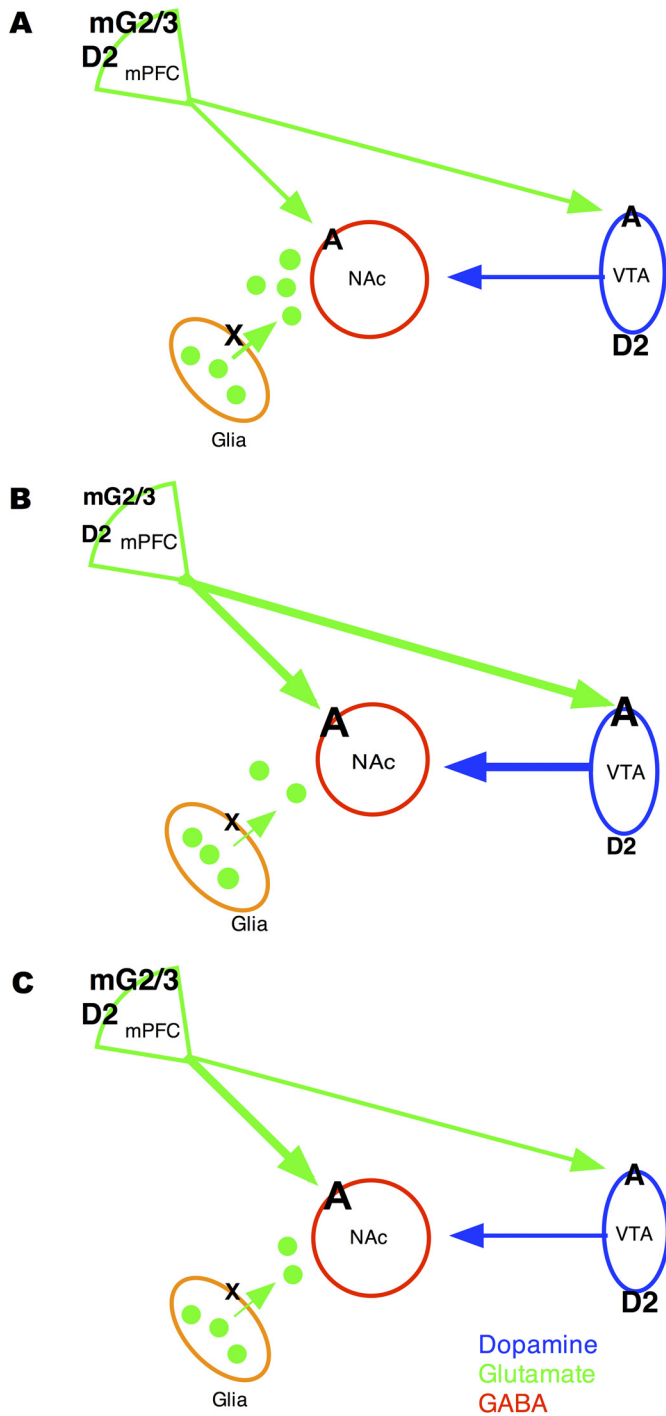 A
mG2/3
D2
mPFC
A
A
NAc
VTA
D2
X
Glia
B
mG2/3
D2
mPFC
A
A
NAc
VTA
D2
X
Glia
C
mG2/3
D2
mPFC
A
A
NAc
VTA
D2
X
Glia
Dopamine
Glutamate
GABA